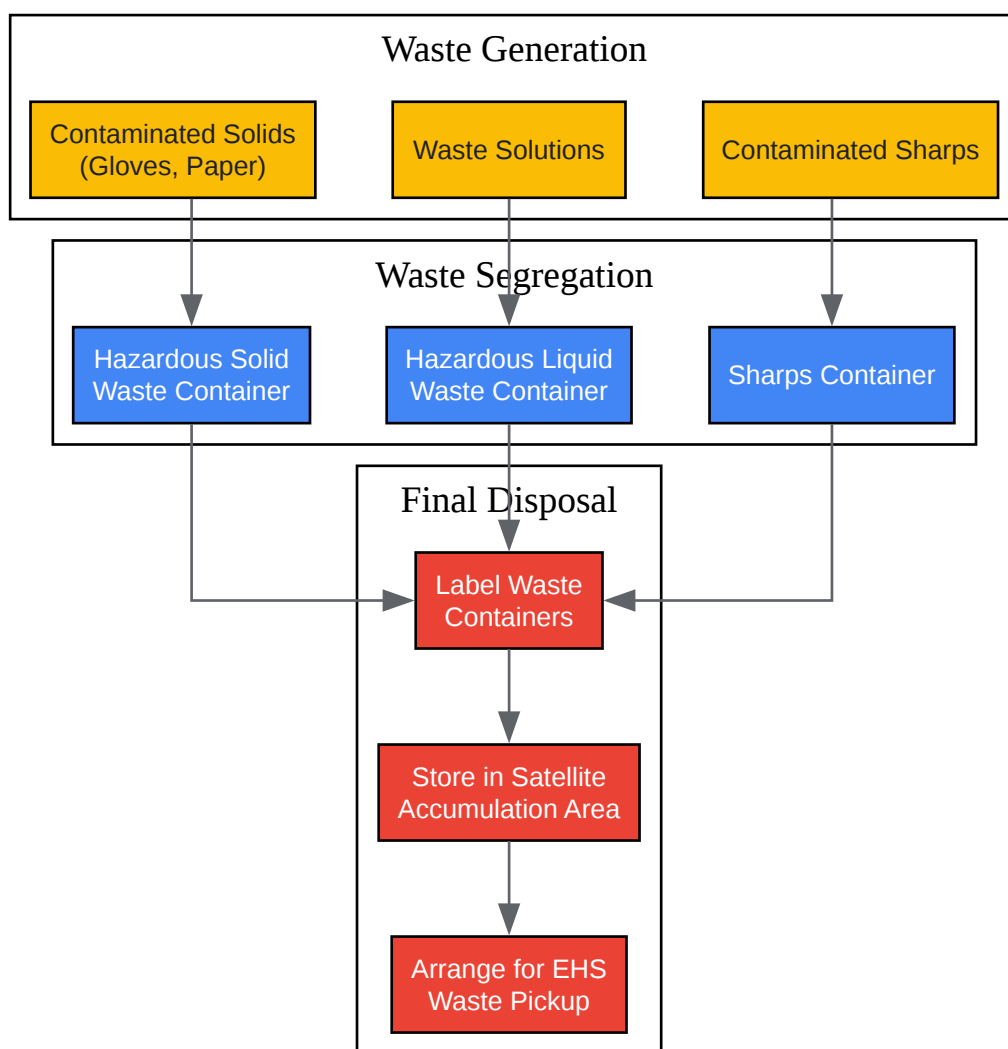 Waste Generation
Contaminated Solids
(Gloves, Paper)
Waste Solutions
Contaminated Sharps
Waste Segregation
Hazardous Solid
Waste Container
Hazardous Liquid
Waste Container
Sharps Container
Final Disposal
Label Waste
Containers
Store in Satellite
Accumulation Area
Arrange for EHS
Waste Pickup